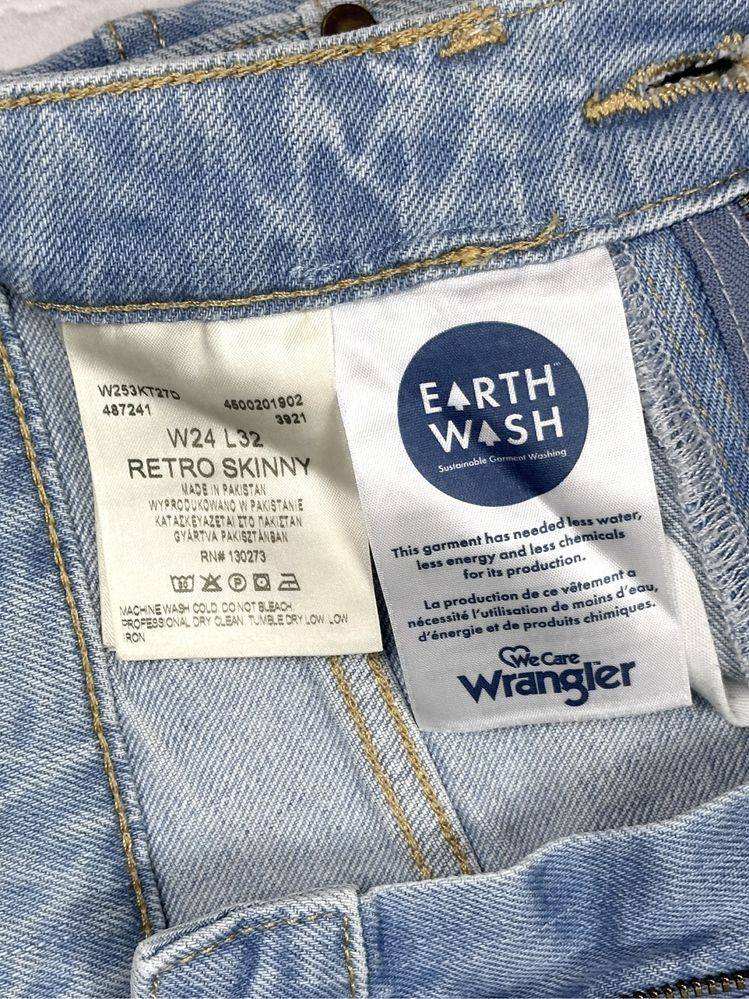 W253KT27D 4500201902
487241 3921
W24 L32
RETRO SKINNY
MADE IN PAKISTAN
WYPRODUKOWANO W PAKISTANIE
ΚΑΤΑΣΚΕΥΑΖΕΤΑΙ ΣΤΟ ΠΑΚΙΣΤΑΝ
GYÁRTVA PAKISZTÁNBAN
RN# 130273
MACHINE WASH COLD. DO NOT BLEACH.
PROFESSIONAL DRY CLEAN. TUMBLE DRY LOW. LOW
IRON
EARTH
WASH
Sustainable Garment Washing
This garment has needed less water,
less energy and less chemicals
for its production.
La production de ce vêtement a
nécessité l'utilisation de moins d'eau,
d'énergie et de produits chimiques.
We Care
Wrangler™